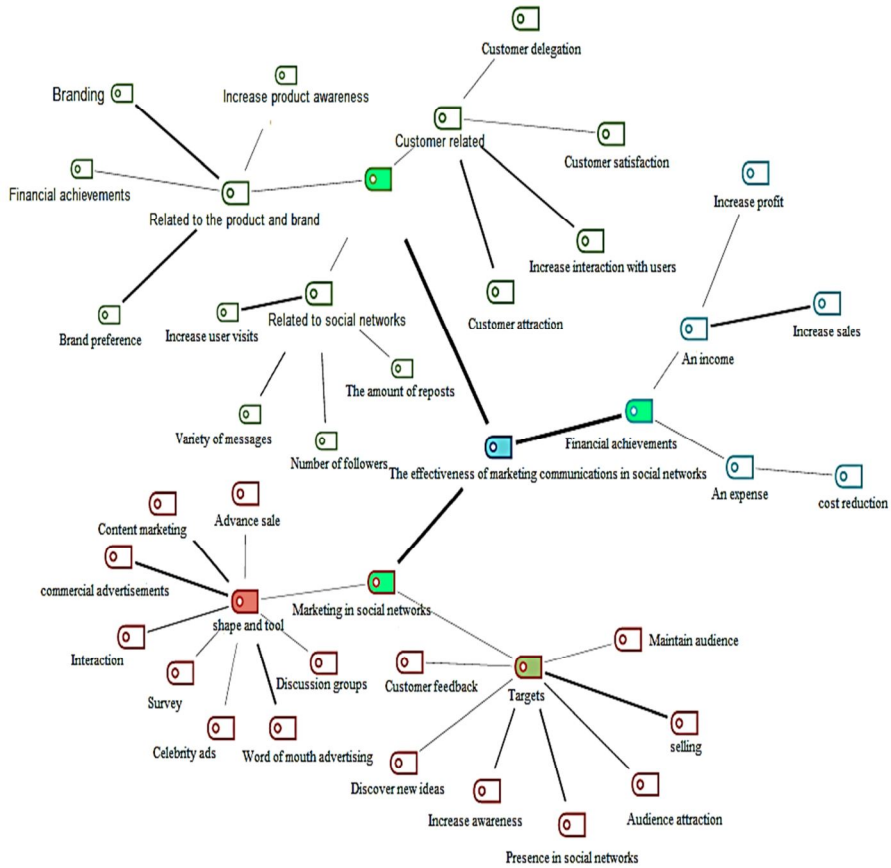 Customer delegation
Branding
Increase product awareness
Customer related
Customer satisfaction
Financial achievements
Related to the product and brand
Increase profit
Increase interaction with users
Related to social networks
Customer attraction
Increase user visits
Brand preference
Increase sales
An income
The amount of reposts
Variety of messages
Financial achievements
Number of followers
The effectiveness of marketing communications in social networks
An expense
cost reduction
Content marketing
Advance sale
commercial advertisements
Marketing in social networks
shape and tool
Maintain audience
Interaction
Discussion groups
Customer feedback
Targets
Survey
selling
Celebrity ads
Word of mouth advertising
Discover new ideas
Increase awareness
Audience attraction
Presence in social networks